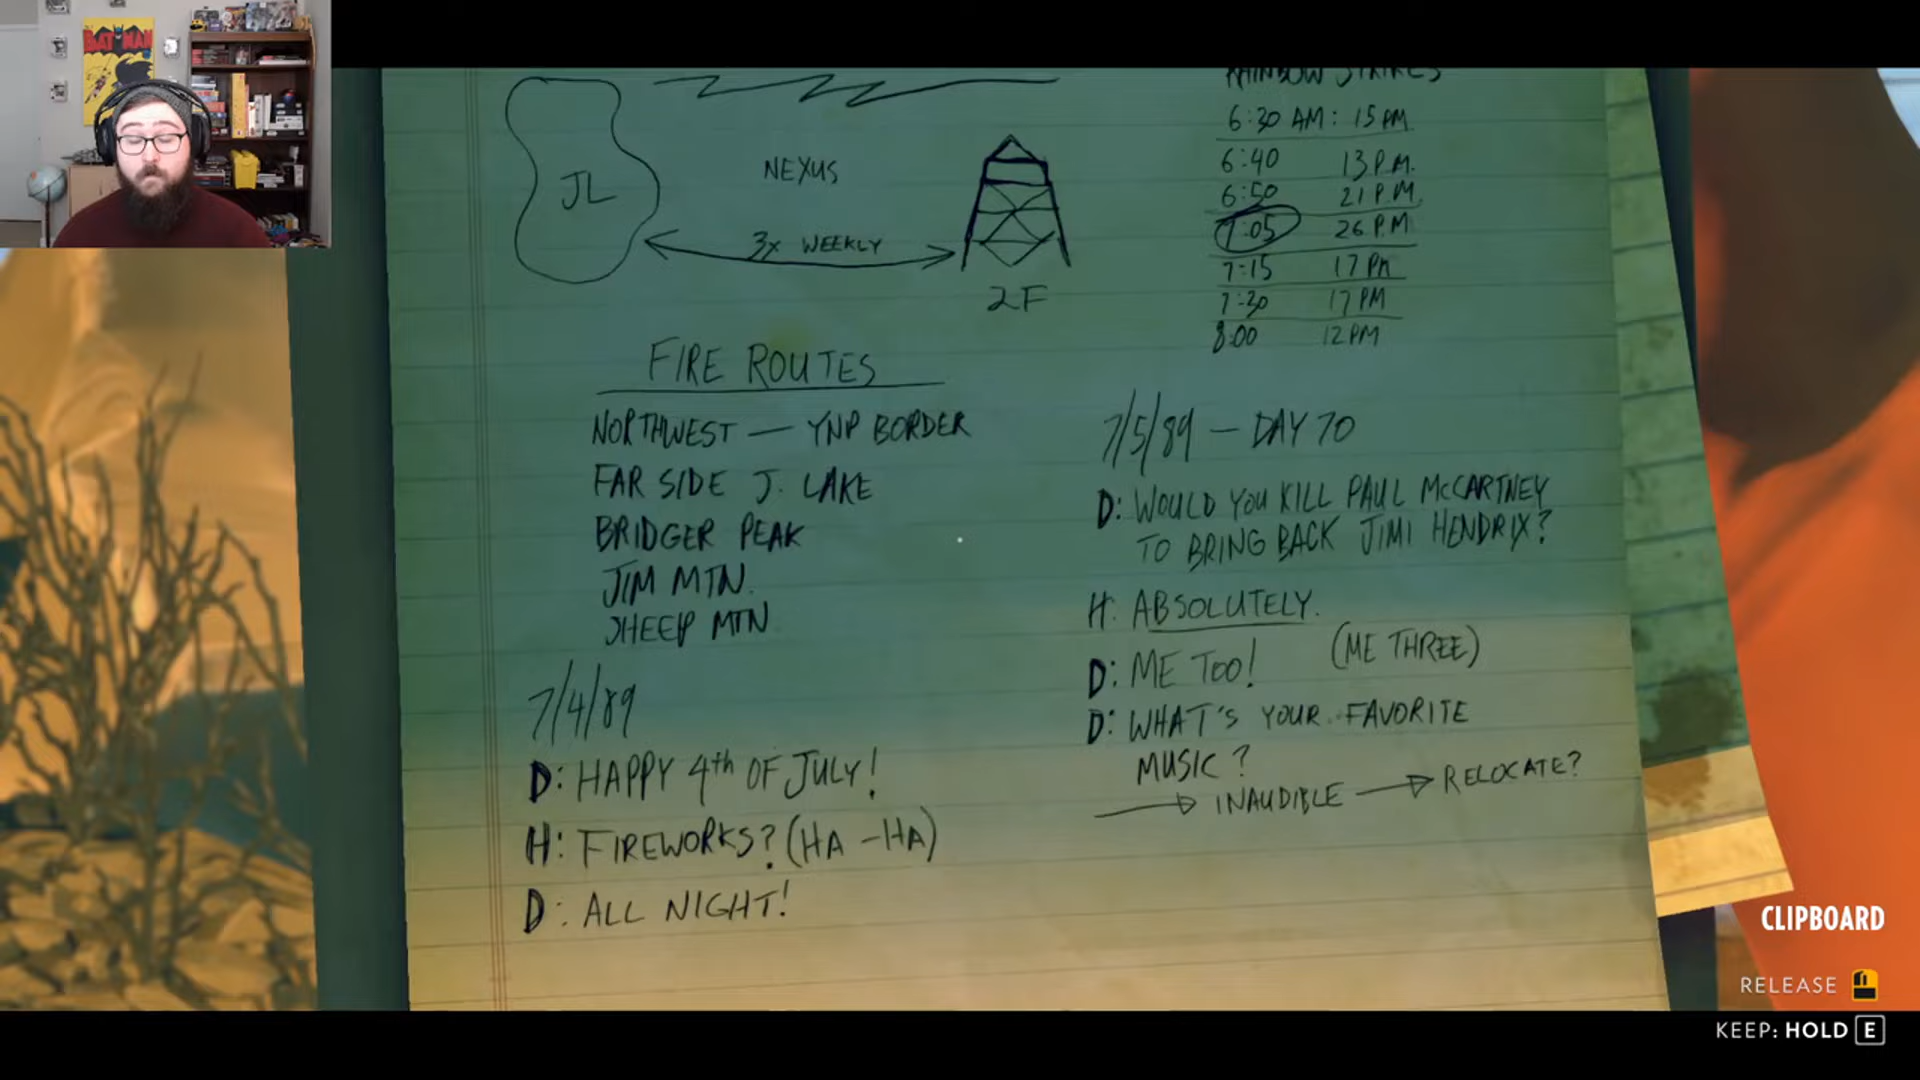 BATMAN
JL
NEXUS
3x WEEKLY
2F
RAINBOW STRIKES
6:30 AM: 15 PM
6:40 13 P.M.
6:50 21 P.M.
7:05 26 P.M
7:15 17 PM
7:30 17 PM
8:00 12 PM
FIRE ROUTES
NORTHWEST — YNP BORDER
FAR SIDE J. LAKE
BRIDGER PEAK
JIM MTN.
SHEEP MTN
7/4/89
D: HAPPY 4th OF JULY!
H: FIREWORKS? (HA-HA)
D: ALL NIGHT!
7/5/89 — DAY 70
D: WOULD YOU KILL PAUL McCARTNEY
TO BRING BACK JIMI HENDRIX?
H: ABSOLUTELY.
D: ME TOO! (ME THREE)
D: WHAT'S YOUR FAVORITE
MUSIC?
→ INAUDIBLE → RELOCATE?
CLIPBOARD
RELEASE
KEEP: HOLD E